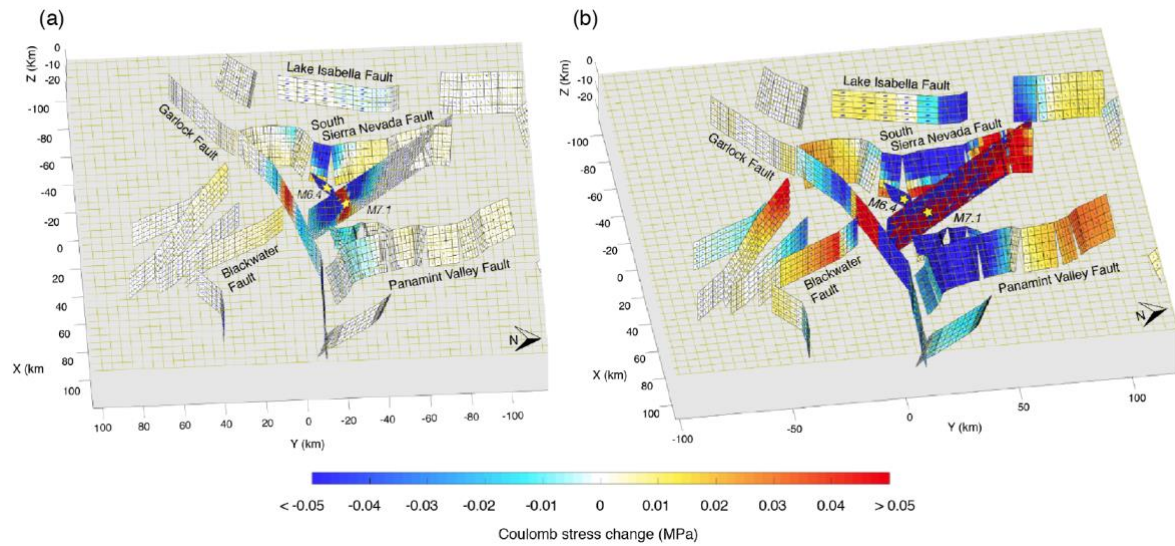 (a)
0
-10
-20
Z (Km)
-100
-80
-60
-40
-20
0
20
40
60
80
100
X (km
100 80 60 40 20 0 -20 -40 -60 -80 -100
Y (km)
Lake Isabella Fault
Garlock Fault
South
Sierra Nevada Fault
M6.4
M7.1
Blackwater
Fault
Panamint Valley Fault
N
(b)
0
-10
-20
Z (Km)
-100
-80
-60
-40
-20
0
20
40
60
80
100
X (km)
-100 -50 0 50 100
Y (km)
Lake Isabella Fault
Garlock Fault
South
Sierra Nevada Fault
M6.4
M7.1
Blackwater
Fault
Panamint Valley Fault
N
< -0.05 -0.04 -0.03 -0.02 -0.01 0 0.01 0.02 0.03 0.04 > 0.05
Coulomb stress change (MPa)